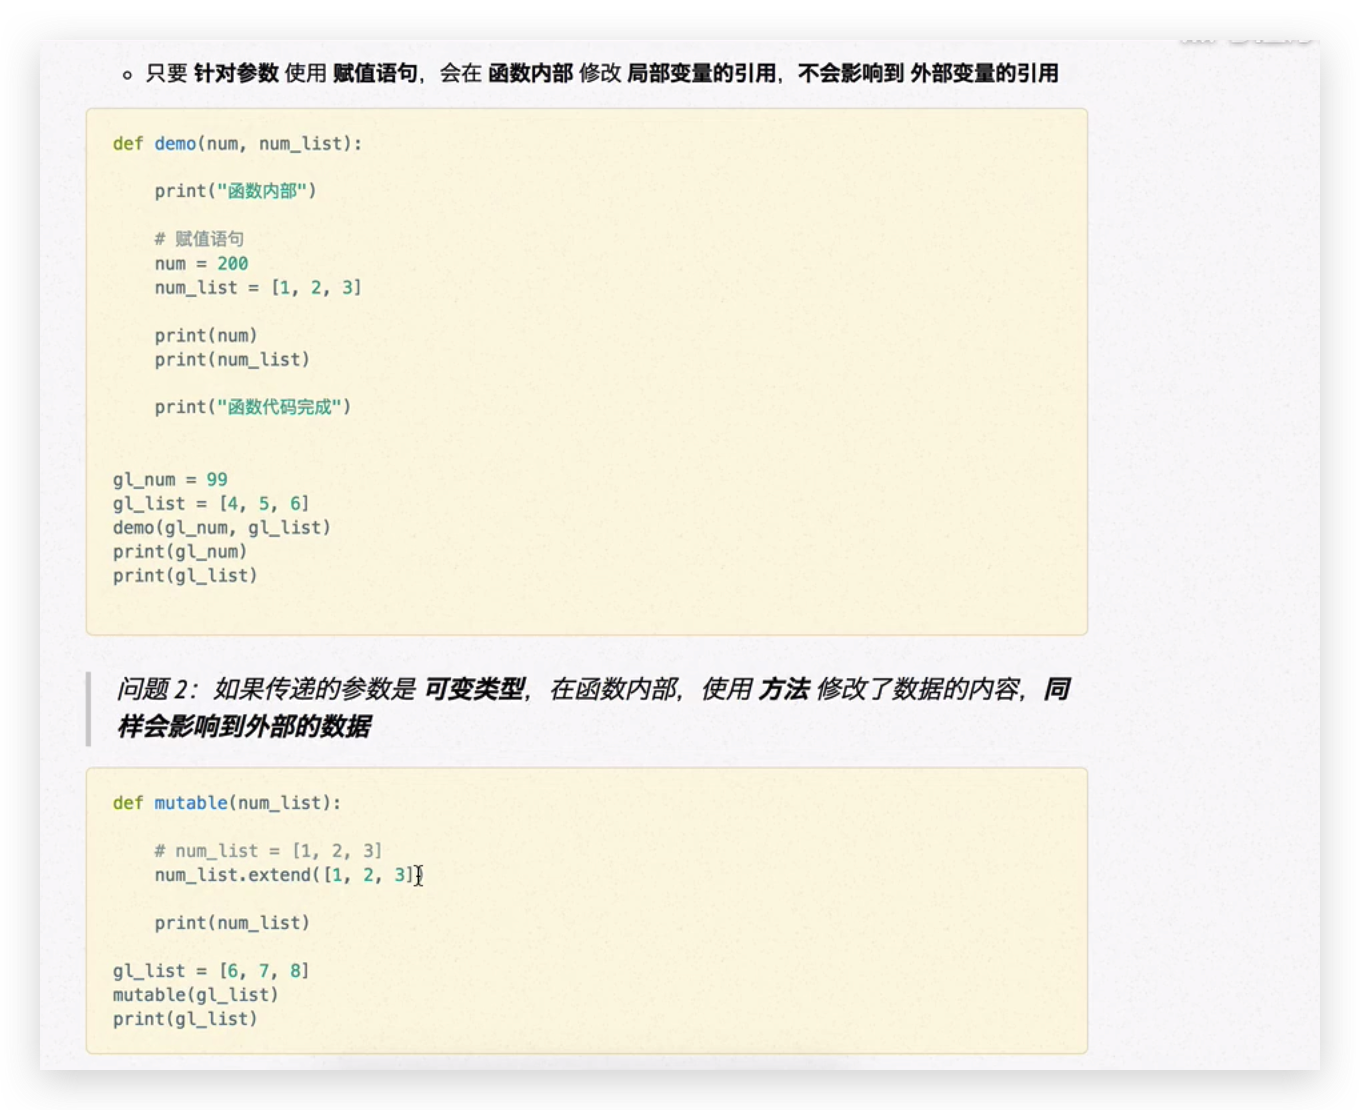 只要 针对参数 使用 赋值语句，会在 函数内部 修改 局部变量的引用，不会影响到 外部变量的引用
def demo(num, num_list):
print("函数内部")
# 赋值语句
num = 200
num_list = [1, 2, 3]
print(num)
print(num_list)
print("函数代码完成")
gl_num = 99
gl_list = [4, 5, 6]
demo(gl_num, gl_list)
print(gl_num)
print(gl_list)
问题 2：如果传递的参数是 可变类型，在函数内部，使用 方法 修改了数据的内容，同
样会影响到外部的数据
def mutable(num_list):
# num_list = [1, 2, 3]
num_list.extend([1, 2, 3])
print(num_list)
gl_list = [6, 7, 8]
mutable(gl_list)
print(gl_list)